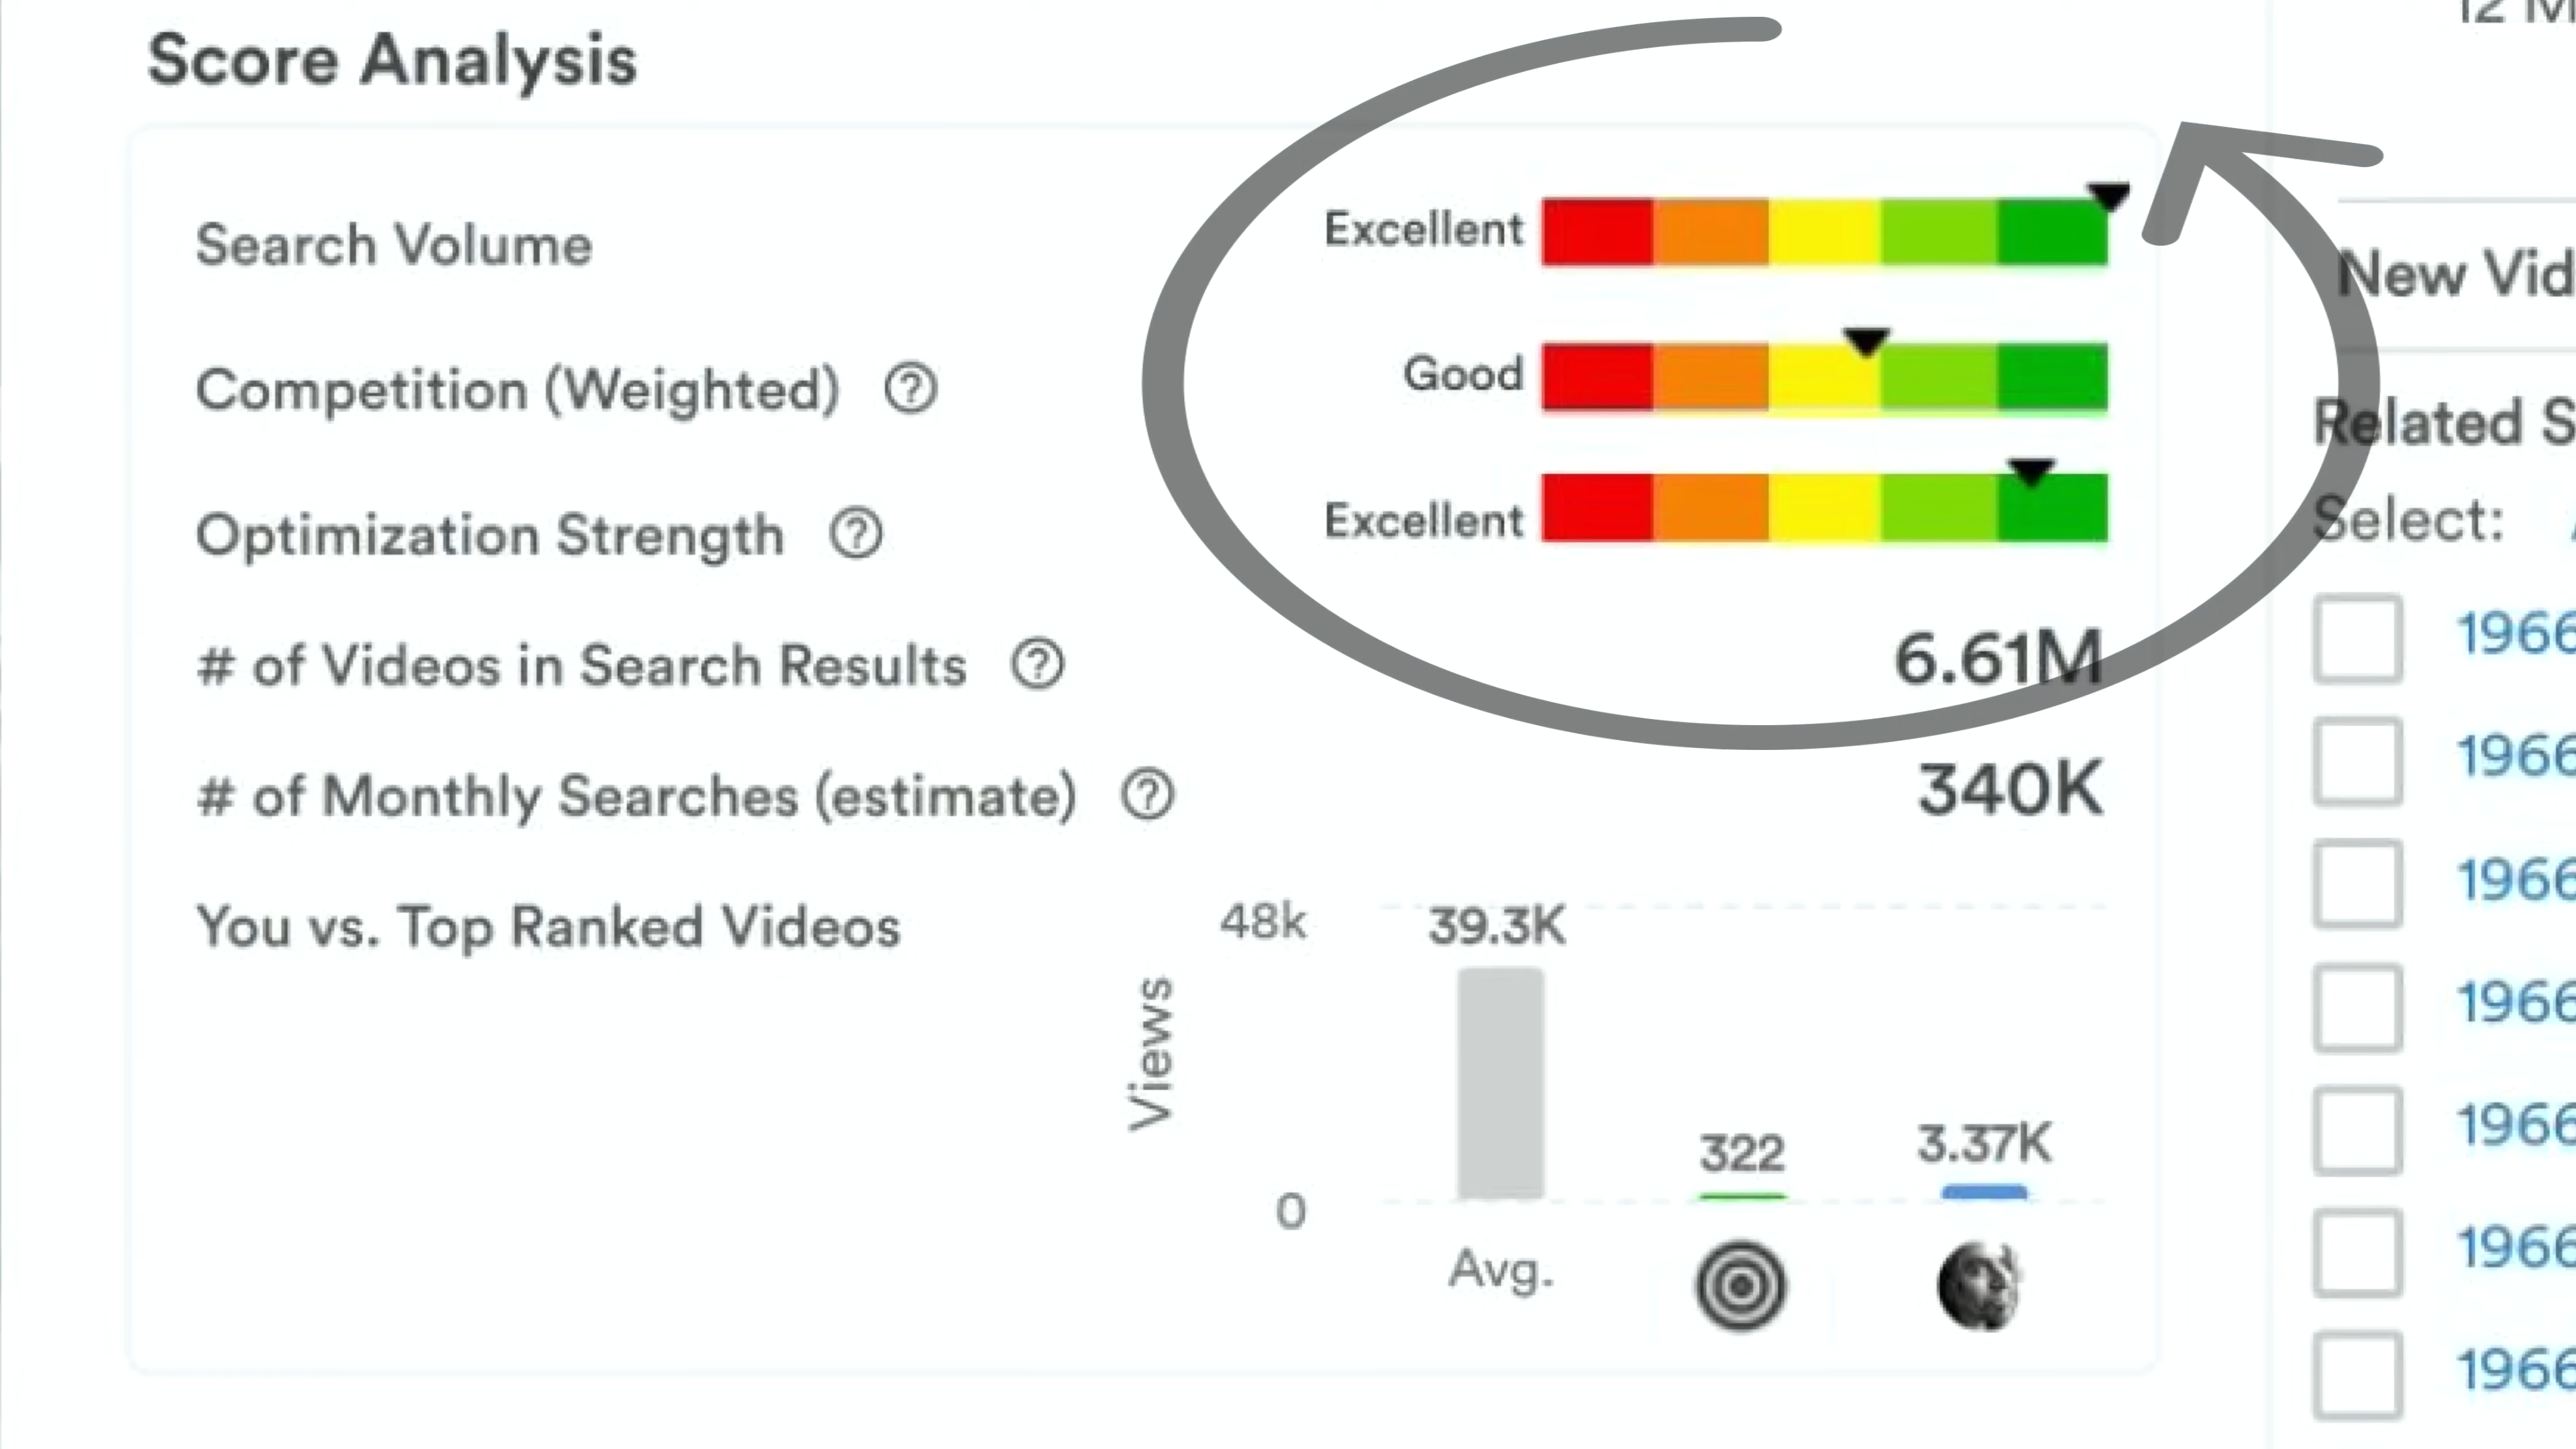 12 M
Score Analysis
Search Volume
Excellent
New Vid
Competition (Weighted) ?
Good
Related S
Optimization Strength ?
Excellent
Select:
# of Videos in Search Results ?
6.61M
1966
# of Monthly Searches (estimate) ?
340K
1966
You vs. Top Ranked Videos
48k
39.3K
1966
Views
1966
322
3.37K
1966
0
Avg.
1966
1966